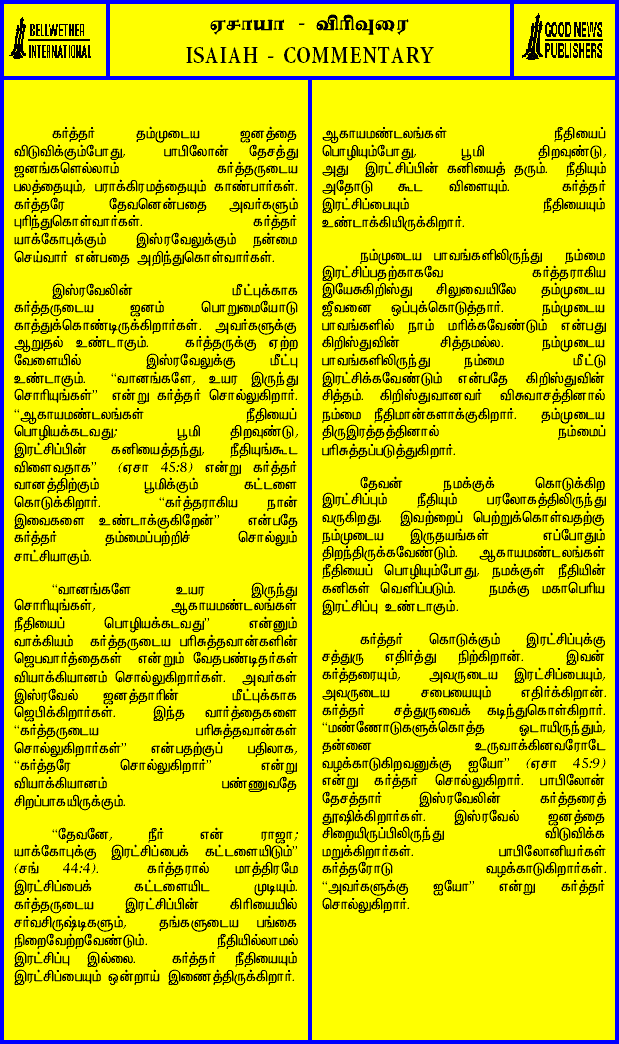 BELLWETHER
INTERNATIONAL
ஏசாயா - விரிவுரை
ISAIAH - COMMENTARY
GOOD NEWS
PUBLISHERS
கர்த்தர் தம்முடைய ஜனத்தை
விடுவிக்கும்போது, பாபிலோன் தேசத்து
ஜனங்களெல்லாம் கர்த்தருடைய
பலத்தையும், பராக்கிரமத்தையும் காண்பார்கள்.
கர்த்தரே தேவனென்பதை அவர்களும்
புரிந்துகொள்வார்கள். கர்த்தர்
யாக்கோபுக்கும் இஸ்ரவேலுக்கும் நன்மை
செய்வார் என்பதை அறிந்துகொள்வார்கள்.
இஸ்ரவேலின் மீட்புக்காக
கர்த்தருடைய ஜனம் பொறுமையோடு
காத்துக்கொண்டிருக்கிறார்கள். அவர்களுக்கு
ஆறுதல் உண்டாகும். கர்த்தருக்கு ஏற்ற
வேளையில் இஸ்ரவேலுக்கு மீட்பு
உண்டாகும். “வானங்களே, உயர இருந்து
சொரியுங்கள்” என்று கர்த்தர் சொல்லுகிறார்.
“ஆகாயமண்டலங்கள் நீதியைப்
பொழியக்கடவது; பூமி திறவுண்டு,
இரட்சிப்பின் கனியைத்தந்து, நீதியுங்கூட
விளைவதாக” (ஏசா 45:8) என்று கர்த்தர்
வானத்திற்கும் பூமிக்கும் கட்டளை
கொடுக்கிறார். “கர்த்தராகிய நான்
இவைகளை உண்டாக்குகிறேன்” என்பதே
கர்த்தர் தம்மைப்பற்றிச் சொல்லும்
சாட்சியாகும்.
“வானங்களே உயர இருந்து
சொரியுங்கள், ஆகாயமண்டலங்கள்
நீதியைப் பொழியக்கடவது” என்னும்
வாக்கியம் கர்த்தருடைய பரிசுத்தவான்களின்
ஜெபவார்த்தைகள் என்றும் வேதபண்டிதர்கள்
வியாக்கியானம் சொல்லுகிறார்கள். அவர்கள்
இஸ்ரவேல் ஜனத்தாரின் மீட்புக்காக
ஜெபிக்கிறார்கள். இந்த வார்த்தைகளை
“கர்த்தருடைய பரிசுத்தவான்கள்
சொல்லுகிறார்கள்” என்பதற்குப் பதிலாக,
“கர்த்தரே சொல்லுகிறார்” என்று
வியாக்கியானம் பண்ணுவதே
சிறப்பாகயிருக்கும்.
“தேவனே, நீர் என் ராஜா;
யாக்கோபுக்கு இரட்சிப்பைக் கட்டளையிடும்”
(சங் 44:4). கர்த்தரால் மாத்திரமே
இரட்சிப்பைக் கட்டளையிட முடியும்.
கர்த்தருடைய இரட்சிப்பின் கிரியையில்
சர்வசிருஷ்டிகளும், தங்களுடைய பங்கை
நிறைவேற்றவேண்டும். நீதியில்லாமல்
இரட்சிப்பு இல்லை. கர்த்தர் நீதியையும்
இரட்சிப்பையும் ஒன்றாய் இணைத்திருக்கிறார்.
ஆகாயமண்டலங்கள் நீதியைப்
பொழியும்போது, பூமி திறவுண்டு,
அது இரட்சிப்பின் கனியைத் தரும். நீதியும்
அதோடு கூட விளையும். கர்த்தர்
இரட்சிப்பையும் நீதியையும்
உண்டாக்கியிருக்கிறார்.
நம்முடைய பாவங்களிலிருந்து நம்மை
இரட்சிப்பதற்காகவே கர்த்தராகிய
இயேசுகிறிஸ்து சிலுவையிலே தம்முடைய
ஜீவனை ஒப்புக்கொடுத்தார். நம்முடைய
பாவங்களில் நாம் மரிக்கவேண்டும் என்பது
கிறிஸ்துவின் சித்தமல்ல. நம்முடைய
பாவங்களிலிருந்து நம்மை மீட்டு
இரட்சிக்கவேண்டும் என்பதே கிறிஸ்துவின்
சித்தம். கிறிஸ்துவானவர் விசுவாசத்தினால்
நம்மை நீதிமான்களாக்குகிறார். தம்முடைய
திருஇரத்தத்தினால் நம்மைப்
பரிசுத்தப்படுத்துகிறார்.
தேவன் நமக்குக் கொடுக்கிற
இரட்சிப்பும் நீதியும் பரலோகத்திலிருந்து
வருகிறது. இவற்றைப் பெற்றுக்கொள்வதற்கு
நம்முடைய இருதயங்கள் எப்போதும்
திறந்திருக்கவேண்டும். ஆகாயமண்டலங்கள்
நீதியைப் பொழியும்போது, நமக்குள் நீதியின்
கனிகள் வெளிப்படும். நமக்கு மகாபெரிய
இரட்சிப்பு உண்டாகும்.
கர்த்தர் கொடுக்கும் இரட்சிப்புக்கு
சத்துரு எதிர்த்து நிற்கிறான். இவன்
கர்த்தரையும், அவருடைய இரட்சிப்பையும்,
அவருடைய சபையையும் எதிர்க்கிறான்.
கர்த்தர் சத்துருவைக் கடிந்துகொள்கிறார்.
“மண்ணோடுகளுக்கொத்த ஓடாயிருந்தும்,
தன்னை உருவாக்கினவரோடே
வழக்காடுகிறவனுக்கு ஐயோ” (ஏசா 45:9)
என்று கர்த்தர் சொல்லுகிறார். பாபிலோன்
தேசத்தார் இஸ்ரவேலின் கர்த்தரைத்
தூஷிக்கிறார்கள். இஸ்ரவேல் ஜனத்தை
சிறையிருப்பிலிருந்து விடுவிக்க
மறுக்கிறார்கள். பாபிலோனியர்கள்
கர்த்தரோடு வழக்காடுகிறார்கள்.
“அவர்களுக்கு ஐயோ” என்று கர்த்தர்
சொல்லுகிறார்.